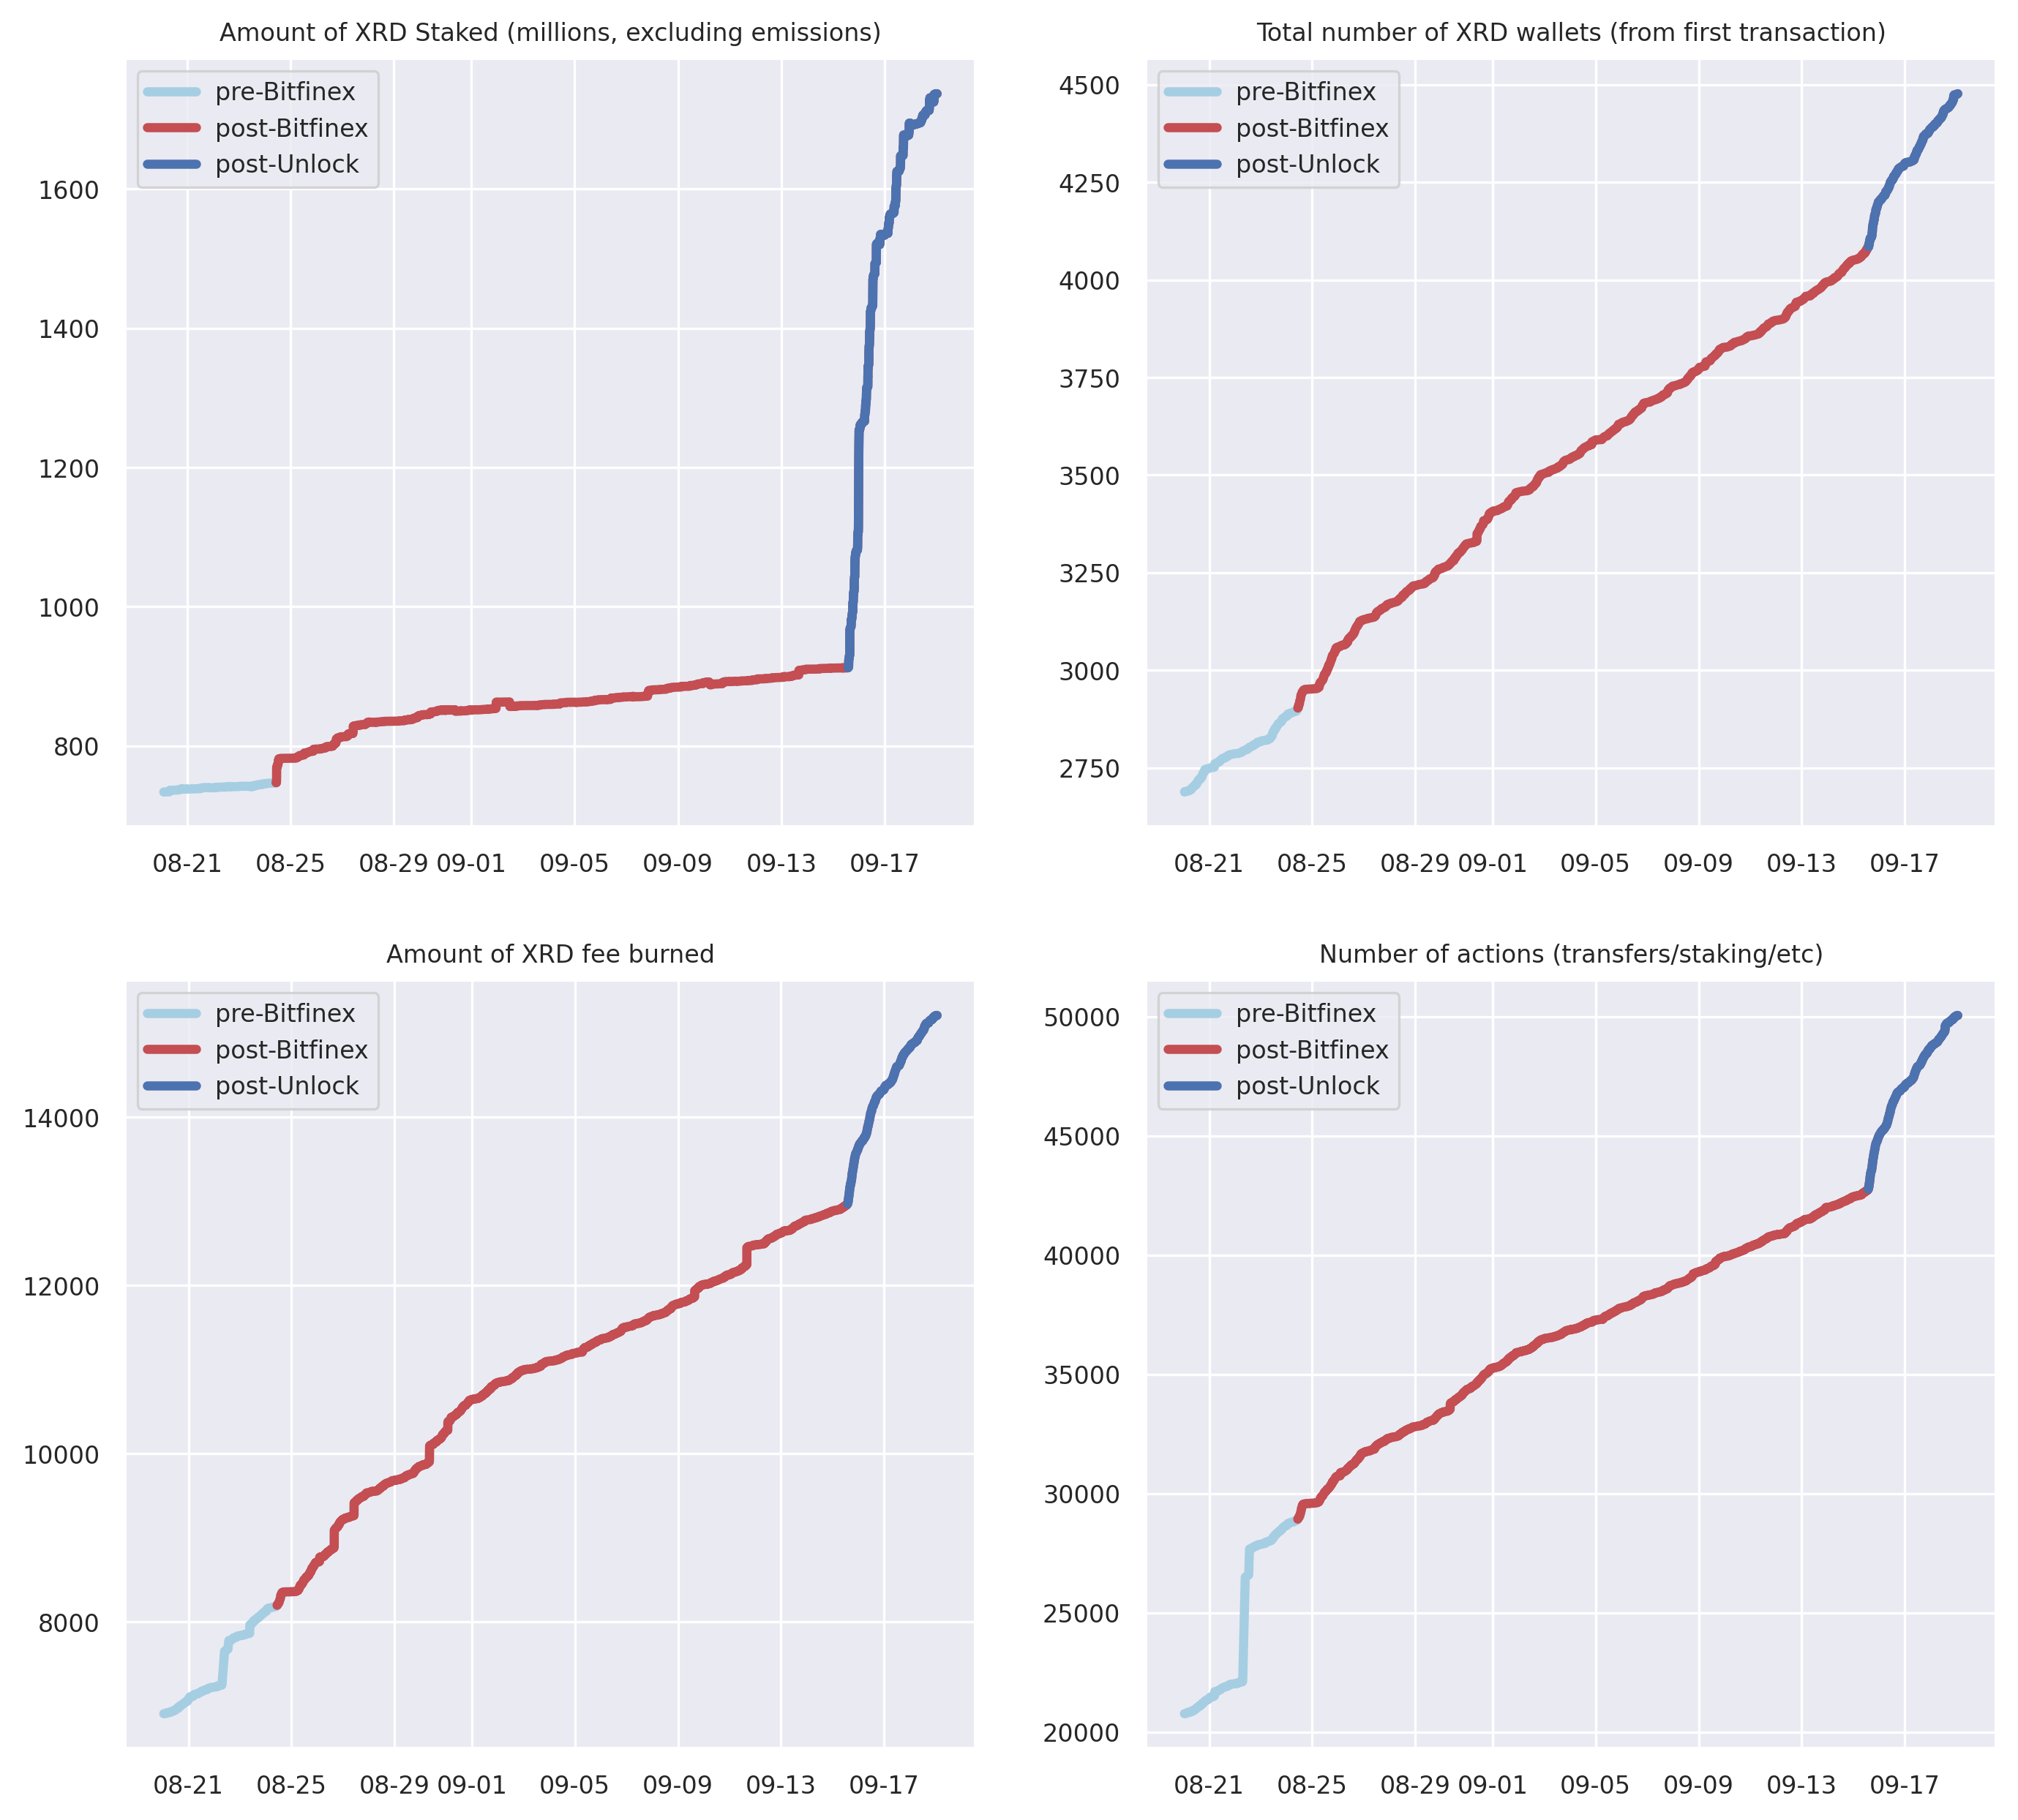 Amount of XRD Staked (millions, excluding emissions)
pre-Bitfinex
post-Bitfinex
post-Unlock
1600
1400
1200
1000
800
08-21 08-25 08-29 09-01 09-05 09-09 09-13 09-17
Total number of XRD wallets (from first transaction)
pre-Bitfinex
post-Bitfinex
post-Unlock
4500
4250
4000
3750
3500
3250
3000
2750
08-21 08-25 08-29 09-01 09-05 09-09 09-13 09-17
Amount of XRD fee burned
pre-Bitfinex
post-Bitfinex
post-Unlock
14000
12000
10000
8000
08-21 08-25 08-29 09-01 09-05 09-09 09-13 09-17
Number of actions (transfers/staking/etc)
pre-Bitfinex
post-Bitfinex
post-Unlock
50000
45000
40000
35000
30000
25000
20000
08-21 08-25 08-29 09-01 09-05 09-09 09-13 09-17